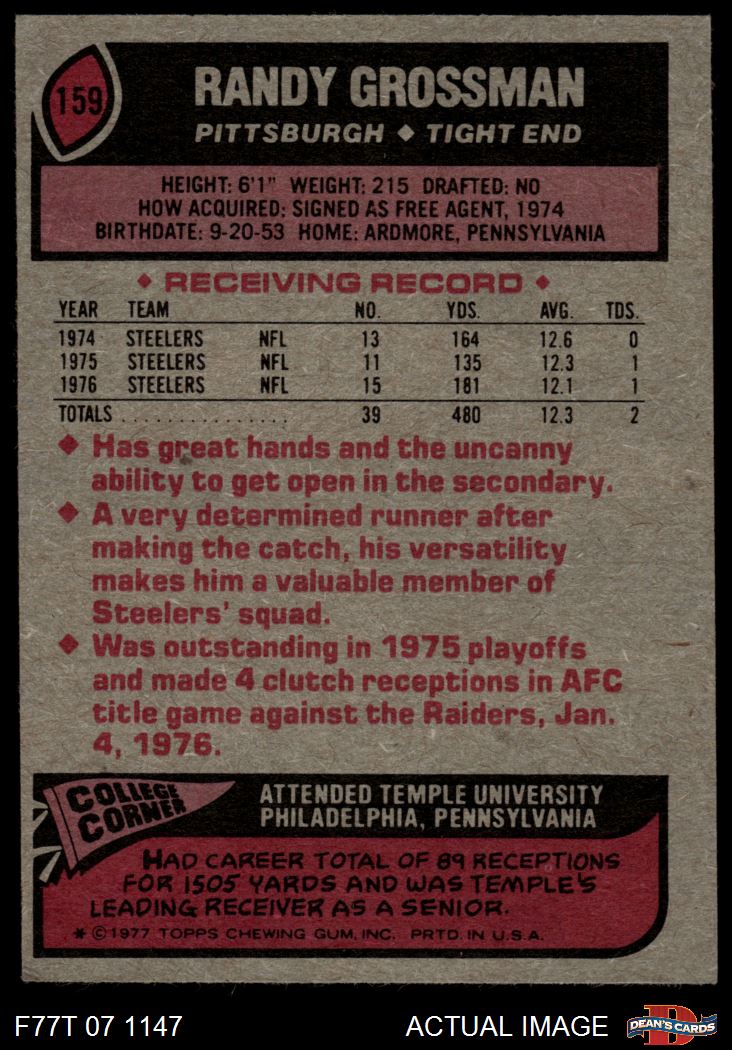 159
RANDY GROSSMAN
PITTSBURGH ◆ TIGHT END
HEIGHT: 6'1" WEIGHT: 215 DRAFTED: NO
HOW ACQUIRED: SIGNED AS FREE AGENT, 1974
BIRTHDATE: 9-20-53 HOME: ARDMORE, PENNSYLVANIA
◆ RECEIVING RECORD ◆
YEAR TEAM NO. YDS. AVG. TDS.
1974 STEELERS NFL 13 164 12.6 0
1975 STEELERS NFL 11 135 12.3 1
1976 STEELERS NFL 15 181 12.1 1
TOTALS . . . . . . . . . . . . . . . 39 480 12.3 2
◆ Has great hands and the uncanny
ability to get open in the secondary.
◆ A very determined runner after
making the catch, his versatility
makes him a valuable member of
Steelers' squad.
◆ Was outstanding in 1975 playoffs
and made 4 clutch receptions in AFC
title game against the Raiders, Jan.
4, 1976.
COLLEGE
CORNER
ATTENDED TEMPLE UNIVERSITY
PHILADELPHIA, PENNSYLVANIA
HAD CAREER TOTAL OF 89 RECEPTIONS
FOR 1505 YARDS AND WAS TEMPLE'S
LEADING RECEIVER AS A SENIOR.
* © 1977 TOPPS CHEWING GUM, INC. PRTD. IN U.S.A.
F77T 07 1147
ACTUAL IMAGE
DEAN'S CARDS